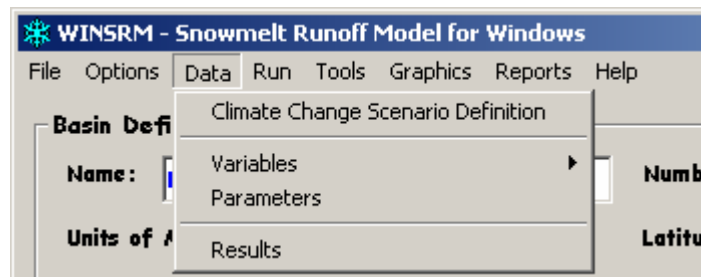 WINSRM - Snowmelt Runoff Model for Windows
File Options Data Run Tools Graphics Reports Help
Climate Change Scenario Definition
Basin Defi
Variables
Name: Numb
Parameters
Units of Latitu
Results